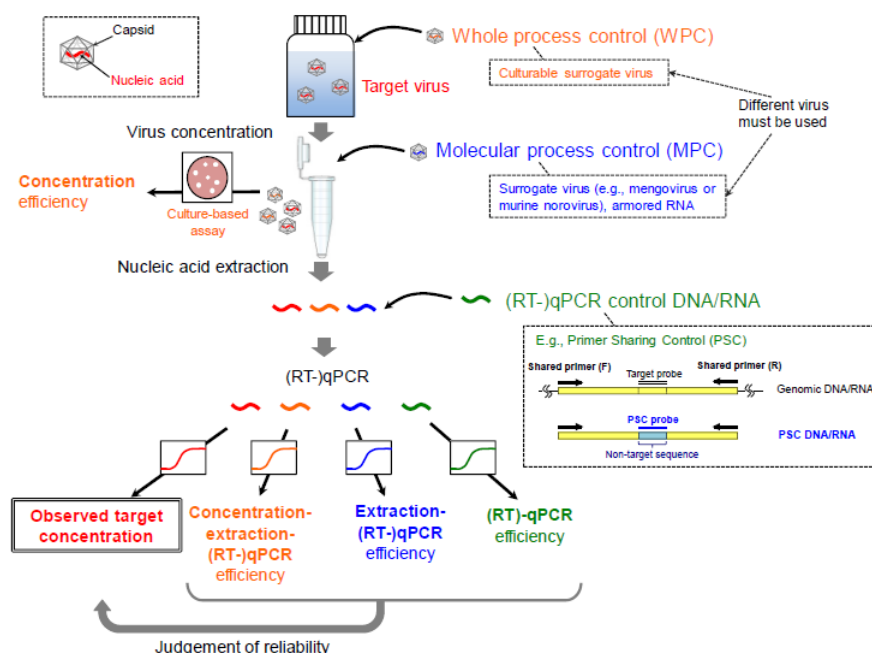 Capsid
Nucleic acid
Target virus
Whole process control (WPC)
Culturable surrogate virus
Different virus
must be used
Virus concentration
Molecular process control (MPC)
Surrogate virus (e.g., mengovirus or
murine norovirus), armored RNA
Concentration
efficiency
Culture-based
assay
Nucleic acid extraction
(RT-)qPCR control DNA/RNA
E.g., Primer Sharing Control (PSC)
Shared primer (F)
Target probe
Shared primer (R)
Genomic DNA/RNA
PSC probe
PSC DNA/RNA
Non-target sequence
(RT-)qPCR
Observed target
concentration
Concentration-
extraction-
(RT-)qPCR
efficiency
Extraction-
(RT-)qPCR
efficiency
(RT)-qPCR
efficiency
Judgement of reliability